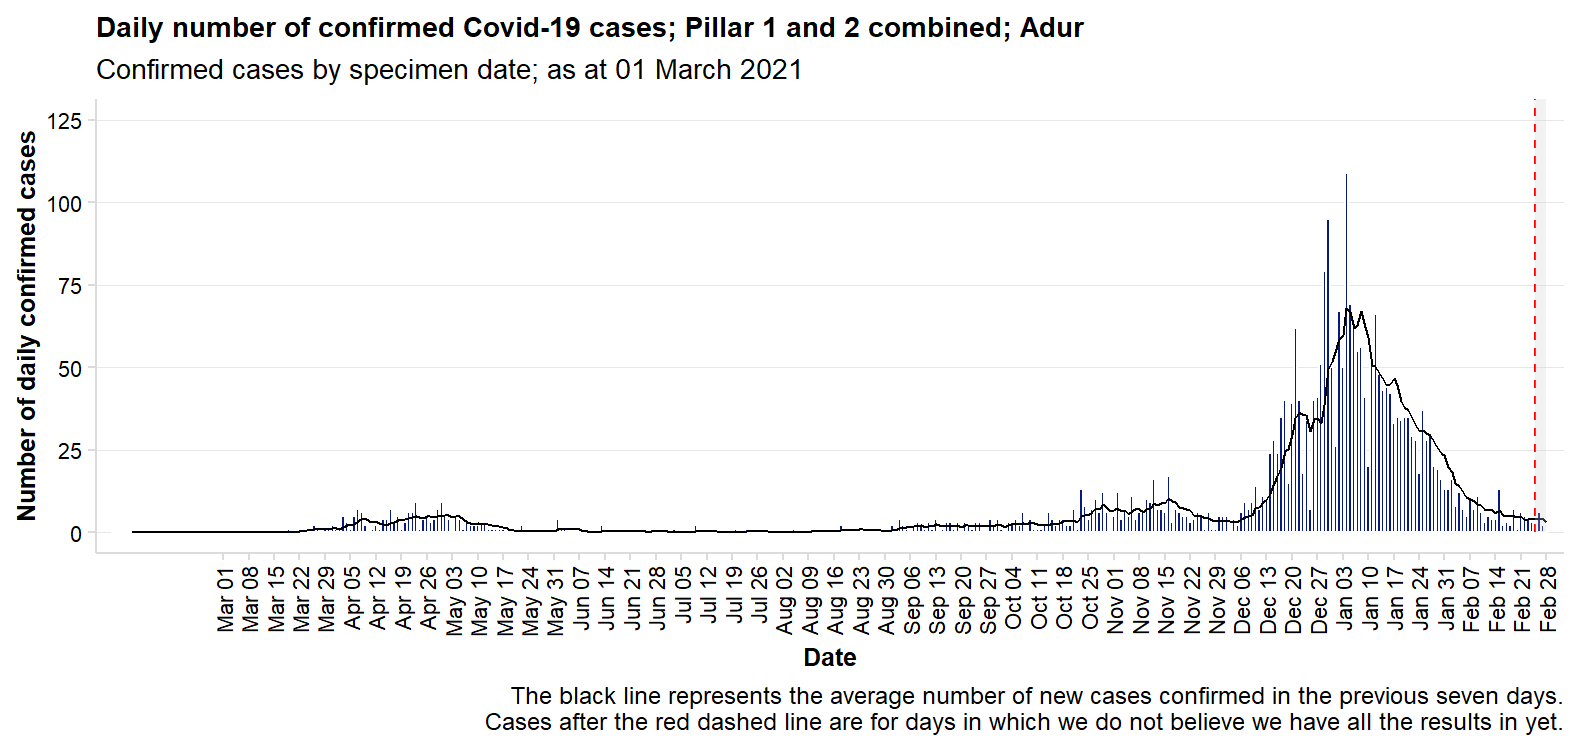 Daily number of confirmed Covid-19 cases; Pillar 1 and 2 combined; Adur
Confirmed cases by specimen date; as at 01 March 2021
Number of daily confirmed cases
125
100
75
50
25
0
Mar 01
Mar 08
Mar 15
Mar 22
Mar 29
Apr 05
Apr 12
Apr 19
Apr 26
May 03
May 10
May 17
May 24
May 31
Jun 07
Jun 14
Jun 21
Jun 28
Jul 05
Jul 12
Jul 19
Jul 26
Aug 02
Aug 09
Aug 16
Aug 23
Aug 30
Sep 06
Sep 13
Sep 20
Sep 27
Oct 04
Oct 11
Oct 18
Oct 25
Nov 01
Nov 08
Nov 15
Nov 22
Nov 29
Dec 06
Dec 13
Dec 20
Dec 27
Jan 03
Jan 10
Jan 17
Jan 24
Jan 31
Feb 07
Feb 14
Feb 21
Feb 28
Date
The black line represents the average number of new cases confirmed in the previous seven days.
Cases after the red dashed line are for days in which we do not believe we have all the results in yet.